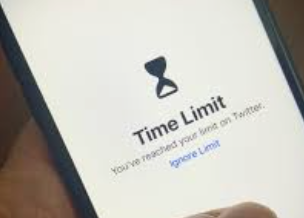 Time Limit
You've reached your limit on Twitter.
Ignore Limit